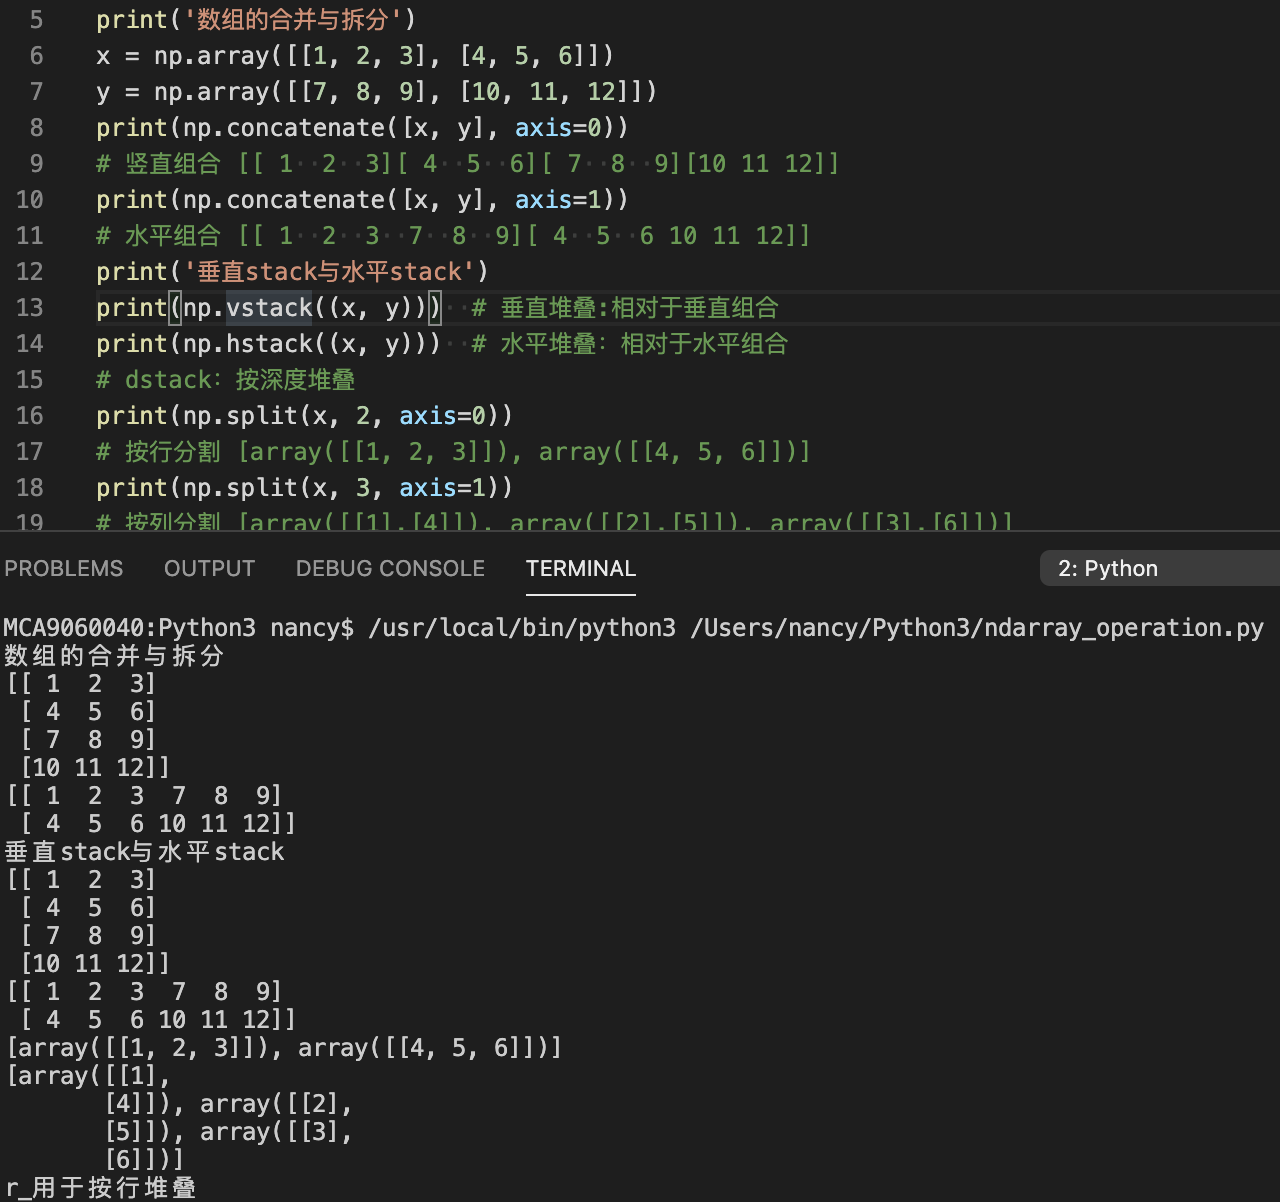 5 print('数组的合并与拆分')
6 x = np.array([[1, 2, 3], [4, 5, 6]])
7 y = np.array([[7, 8, 9], [10, 11, 12]])
8 print(np.concatenate([x, y], axis=0))
9 # 竖直组合 [[ 1  2  3][ 4  5  6][ 7  8  9][10 11 12]]
10 print(np.concatenate([x, y], axis=1))
11 # 水平组合 [[ 1  2  3  7  8  9][ 4  5  6 10 11 12]]
12 print('垂直stack与水平stack')
13 print(np.vstack((x, y)))  # 垂直堆叠:相对于垂直组合
14 print(np.hstack((x, y)))  # 水平堆叠：相对于水平组合
15 # dstack：按深度堆叠
16 print(np.split(x, 2, axis=0))
17 # 按行分割 [array([[1, 2, 3]]), array([[4, 5, 6]])]
18 print(np.split(x, 3, axis=1))
19 # 按列分割 [array([[1],[4]]), array([[2],[5]]), array([[3],[6]])]
PROBLEMS OUTPUT DEBUG CONSOLE TERMINAL 2: Python
MCA9060040:Python3 nancy$ /usr/local/bin/python3 /Users/nancy/Python3/ndarray_operation.py
数组的合并与拆分
[[ 1  2  3]
 [ 4  5  6]
 [ 7  8  9]
 [10 11 12]]
[[ 1  2  3  7  8  9]
 [ 4  5  6 10 11 12]]
垂直stack与水平stack
[[ 1  2  3]
 [ 4  5  6]
 [ 7  8  9]
 [10 11 12]]
[[ 1  2  3  7  8  9]
 [ 4  5  6 10 11 12]]
[array([[1, 2, 3]]), array([[4, 5, 6]])]
[array([[1],
       [4]]), array([[2],
       [5]]), array([[3],
       [6]])]
r_用于按行堆叠